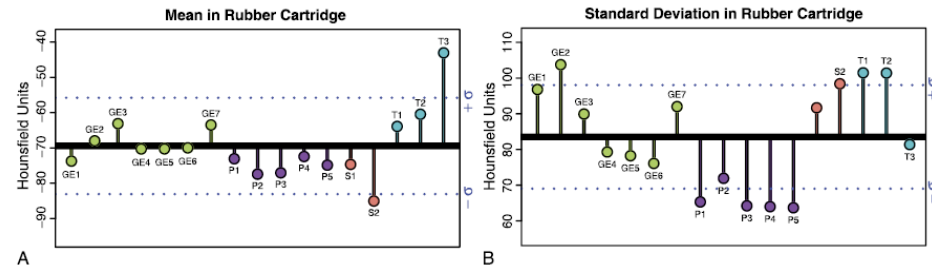 Mean in Rubber Cartridge
Hounsfield Units
-40
-50
-60
-70
-80
-90
GE1
GE2
GE3
GE4
GE5
GE6
GE7
P1
P2
P3
P4
P5
S1
S2
T1
T2
T3
+σ
-σ
A
Standard Deviation in Rubber Cartridge
Hounsfield Units
110
100
90
80
70
60
GE1
GE2
GE3
GE4
GE5
GE6
GE7
P1
P2
P3
P4
P5
S2
T1
T2
T3
+σ
-σ
B